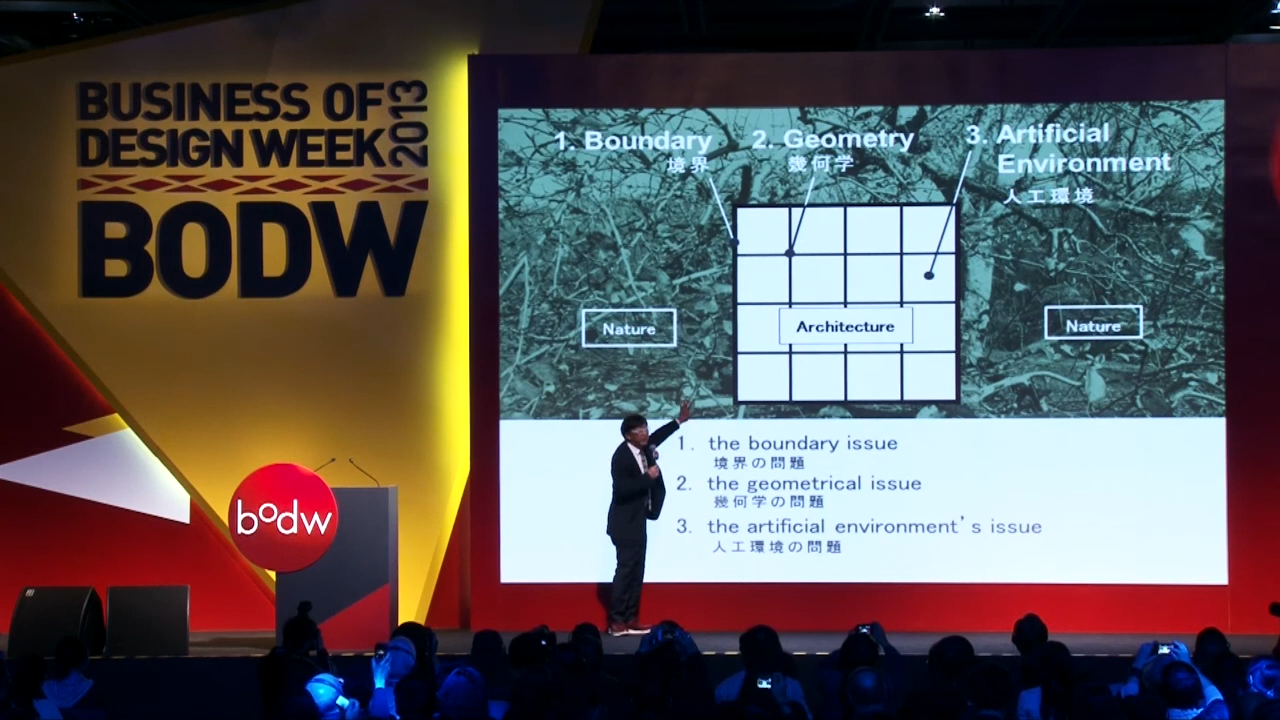 BUSINESS OF
DESIGN WEEK
2013
BODW
bodw
1. Boundary
境界
2. Geometry
幾何学
3. Artificial
Environment
人工環境
Nature
Architecture
Nature
1. the boundary issue
境界の問題
2. the geometrical issue
幾何学の問題
3. the artificial environment's issue
人工環境の問題